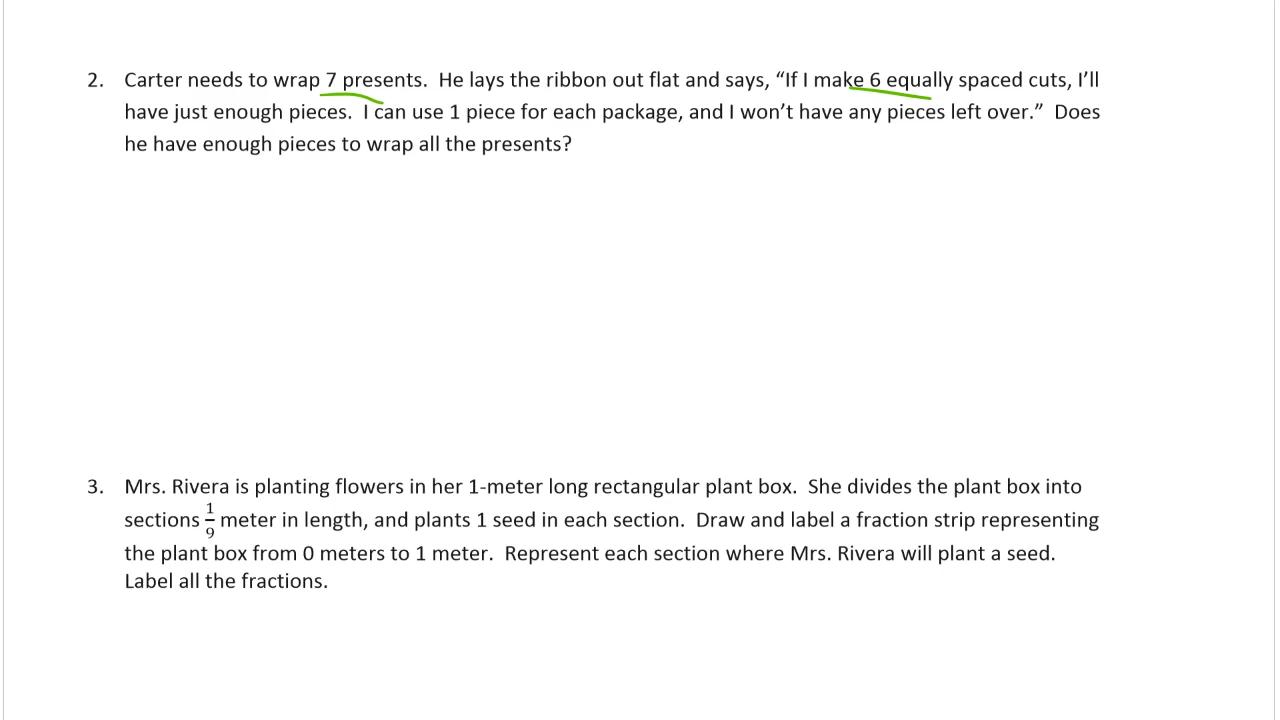 2. Carter needs to wrap 7 presents. He lays the ribbon out flat and says, “If I make 6 equally spaced cuts, I’ll
have just enough pieces. I can use 1 piece for each package, and I won’t have any pieces left over.” Does
he have enough pieces to wrap all the presents?
3. Mrs. Rivera is planting flowers in her 1-meter long rectangular plant box. She divides the plant box into
sections 1/9 meter in length, and plants 1 seed in each section. Draw and label a fraction strip representing
the plant box from 0 meters to 1 meter. Represent each section where Mrs. Rivera will plant a seed.
Label all the fractions.